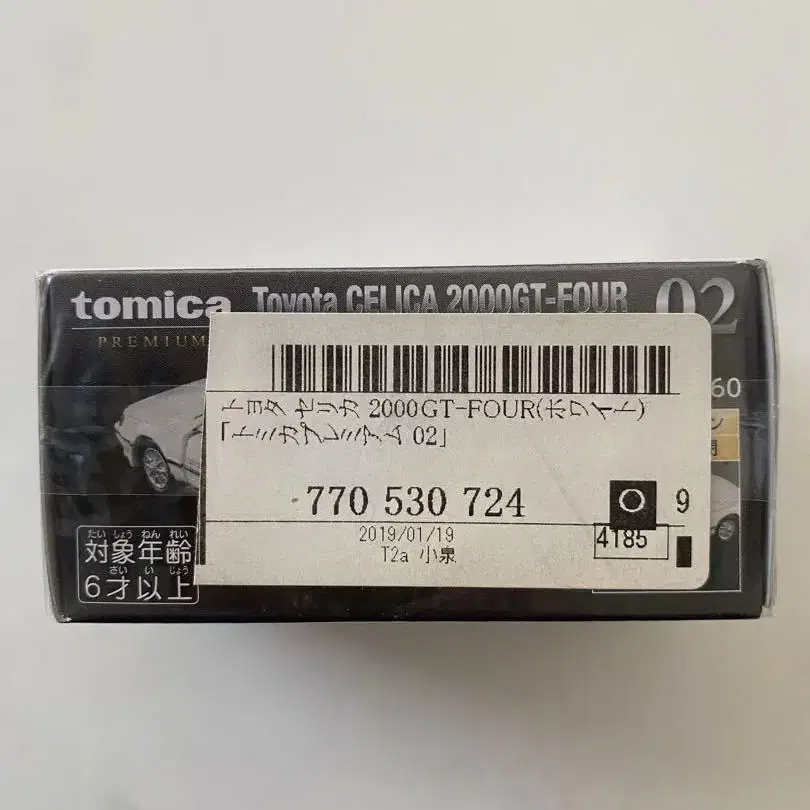 tomica Toyota CELICA 2000GT-FOUR 02
PREMIUM
60
トヨタ セリカ 2000GT-FOUR(ホワイト)
「トミカプレミアム 02」
770 530 724 9
2019/01/19
4185
T2a 小泉
たい しょう ねん れい
対象年齢
さい い じょう
6才以上